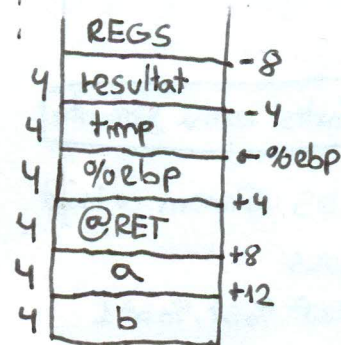 REGS
-8
4 resultat
-4
4 tmp
←%ebp
4 %ebp
+4
4 @RET
+8
4 a
+12
4 b